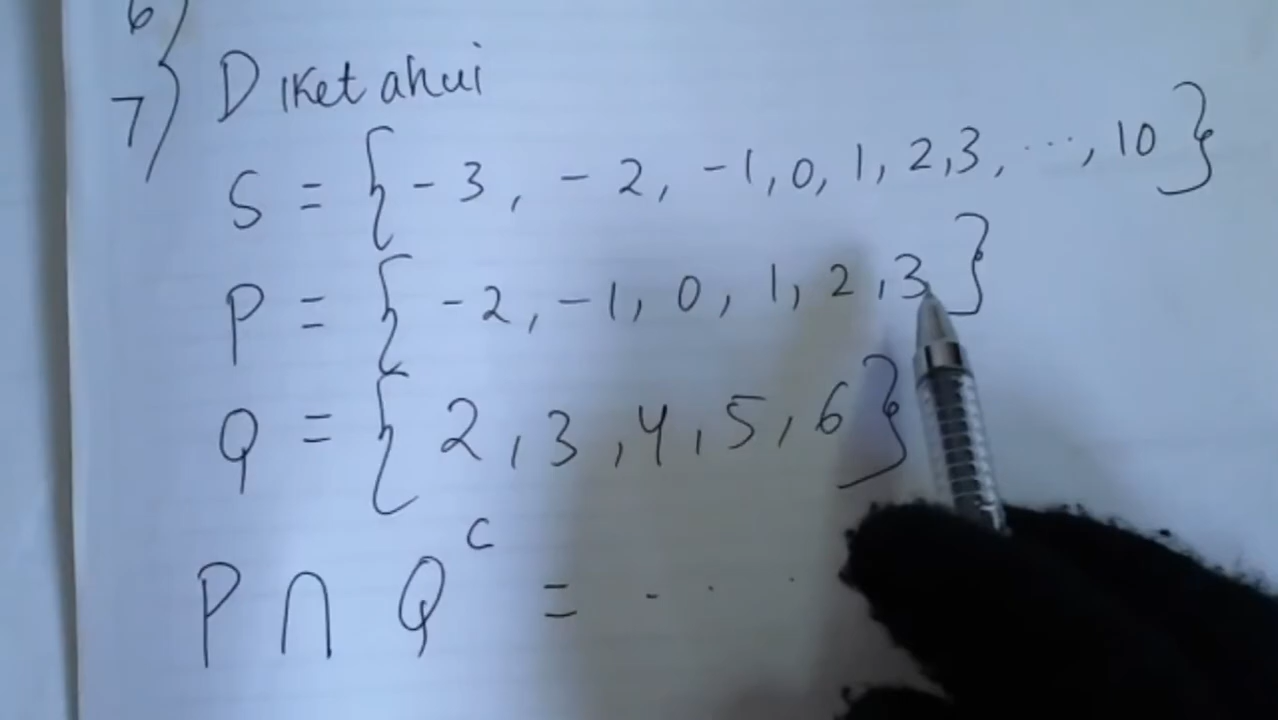 6)
7) Diketahui
S = { -3, -2, -1, 0, 1, 2, 3, ..., 10 }
P = { -2, -1, 0, 1, 2, 3 }
Q = { 2, 3, 4, 5, 6 }
P ∩ Q^c = ...